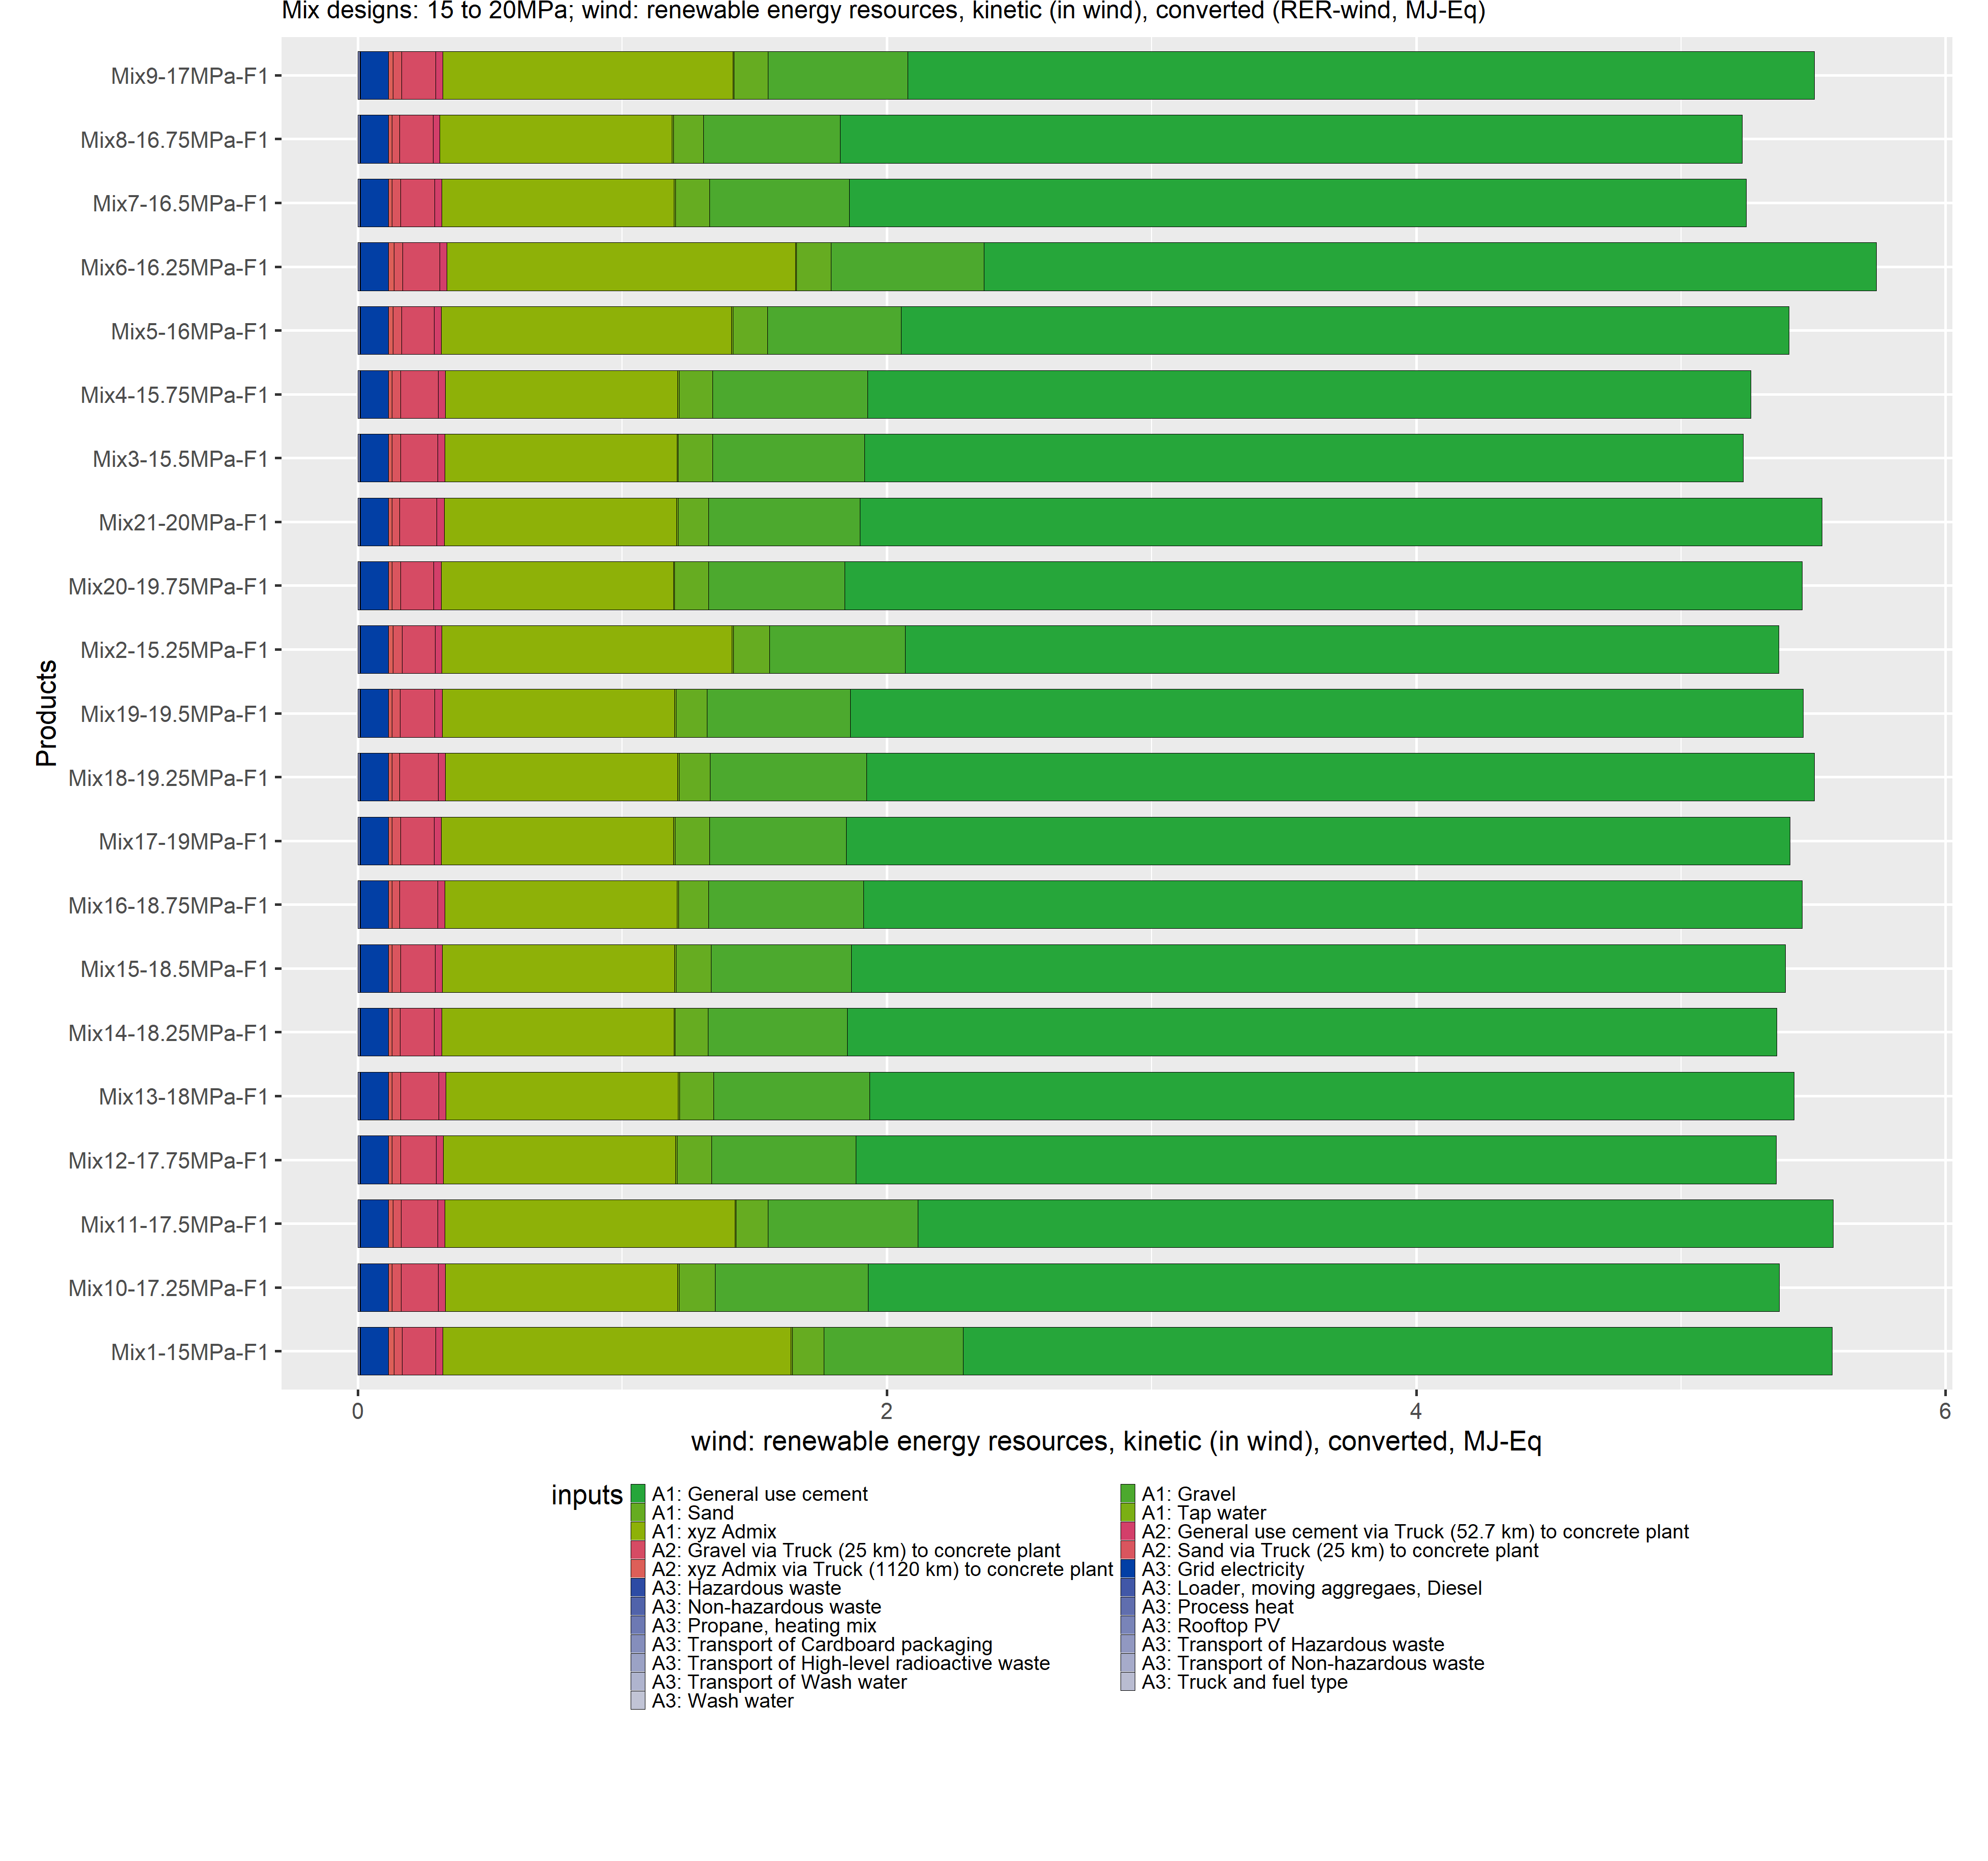 Mix designs: 15 to 20MPa; wind: renewable energy resources, kinetic (in wind), converted (RER-wind, MJ-Eq)
Products
Mix9-17MPa-F1
Mix8-16.75MPa-F1
Mix7-16.5MPa-F1
Mix6-16.25MPa-F1
Mix5-16MPa-F1
Mix4-15.75MPa-F1
Mix3-15.5MPa-F1
Mix21-20MPa-F1
Mix20-19.75MPa-F1
Mix2-15.25MPa-F1
Mix19-19.5MPa-F1
Mix18-19.25MPa-F1
Mix17-19MPa-F1
Mix16-18.75MPa-F1
Mix15-18.5MPa-F1
Mix14-18.25MPa-F1
Mix13-18MPa-F1
Mix12-17.75MPa-F1
Mix11-17.5MPa-F1
Mix10-17.25MPa-F1
Mix1-15MPa-F1
0 2 4 6
wind: renewable energy resources, kinetic (in wind), converted, MJ-Eq
inputs
A1: General use cement A1: Gravel
A1: Sand A1: Tap water
A1: xyz Admix A2: General use cement via Truck (52.7 km) to concrete plant
A2: Gravel via Truck (25 km) to concrete plant A2: Sand via Truck (25 km) to concrete plant
A2: xyz Admix via Truck (1120 km) to concrete plant A3: Grid electricity
A3: Hazardous waste A3: Loader, moving aggregaes, Diesel
A3: Non-hazardous waste A3: Process heat
A3: Propane, heating mix A3: Rooftop PV
A3: Transport of Cardboard packaging A3: Transport of Hazardous waste
A3: Transport of High-level radioactive waste A3: Transport of Non-hazardous waste
A3: Transport of Wash water A3: Truck and fuel type
A3: Wash water